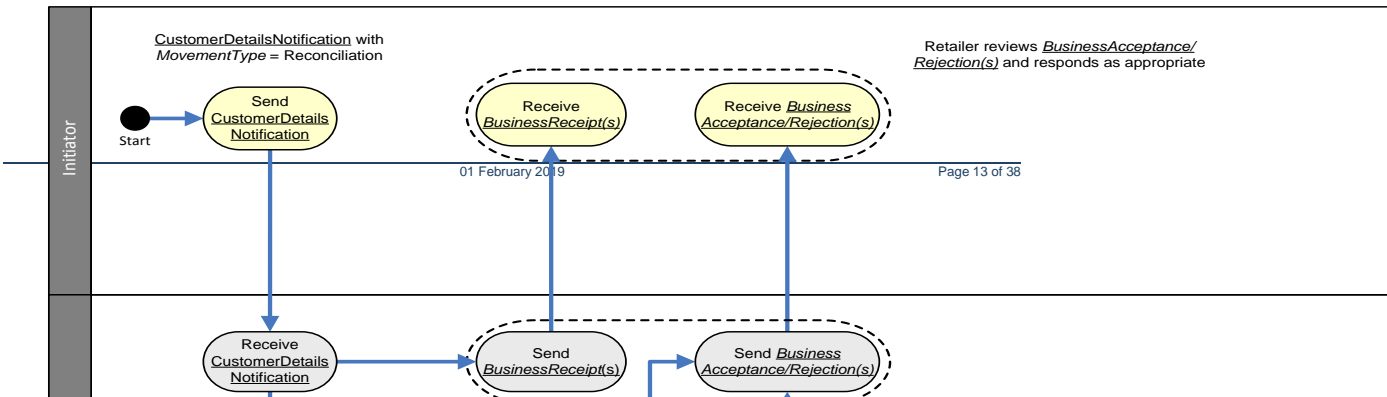 CustomerDetailsNotification with
MovementType = Reconciliation
Retailer reviews BusinessAcceptance/
Rejection(s) and responds as appropriate
Initiator
Start
Send
CustomerDetails
Notification
Receive
BusinessReceipt(s)
Receive Business
Acceptance/Rejection(s)
01 February 2019
Page 13 of 38
Receive
CustomerDetails
Notification
Send
BusinessReceipt(s)
Send Business
Acceptance/Rejection(s)